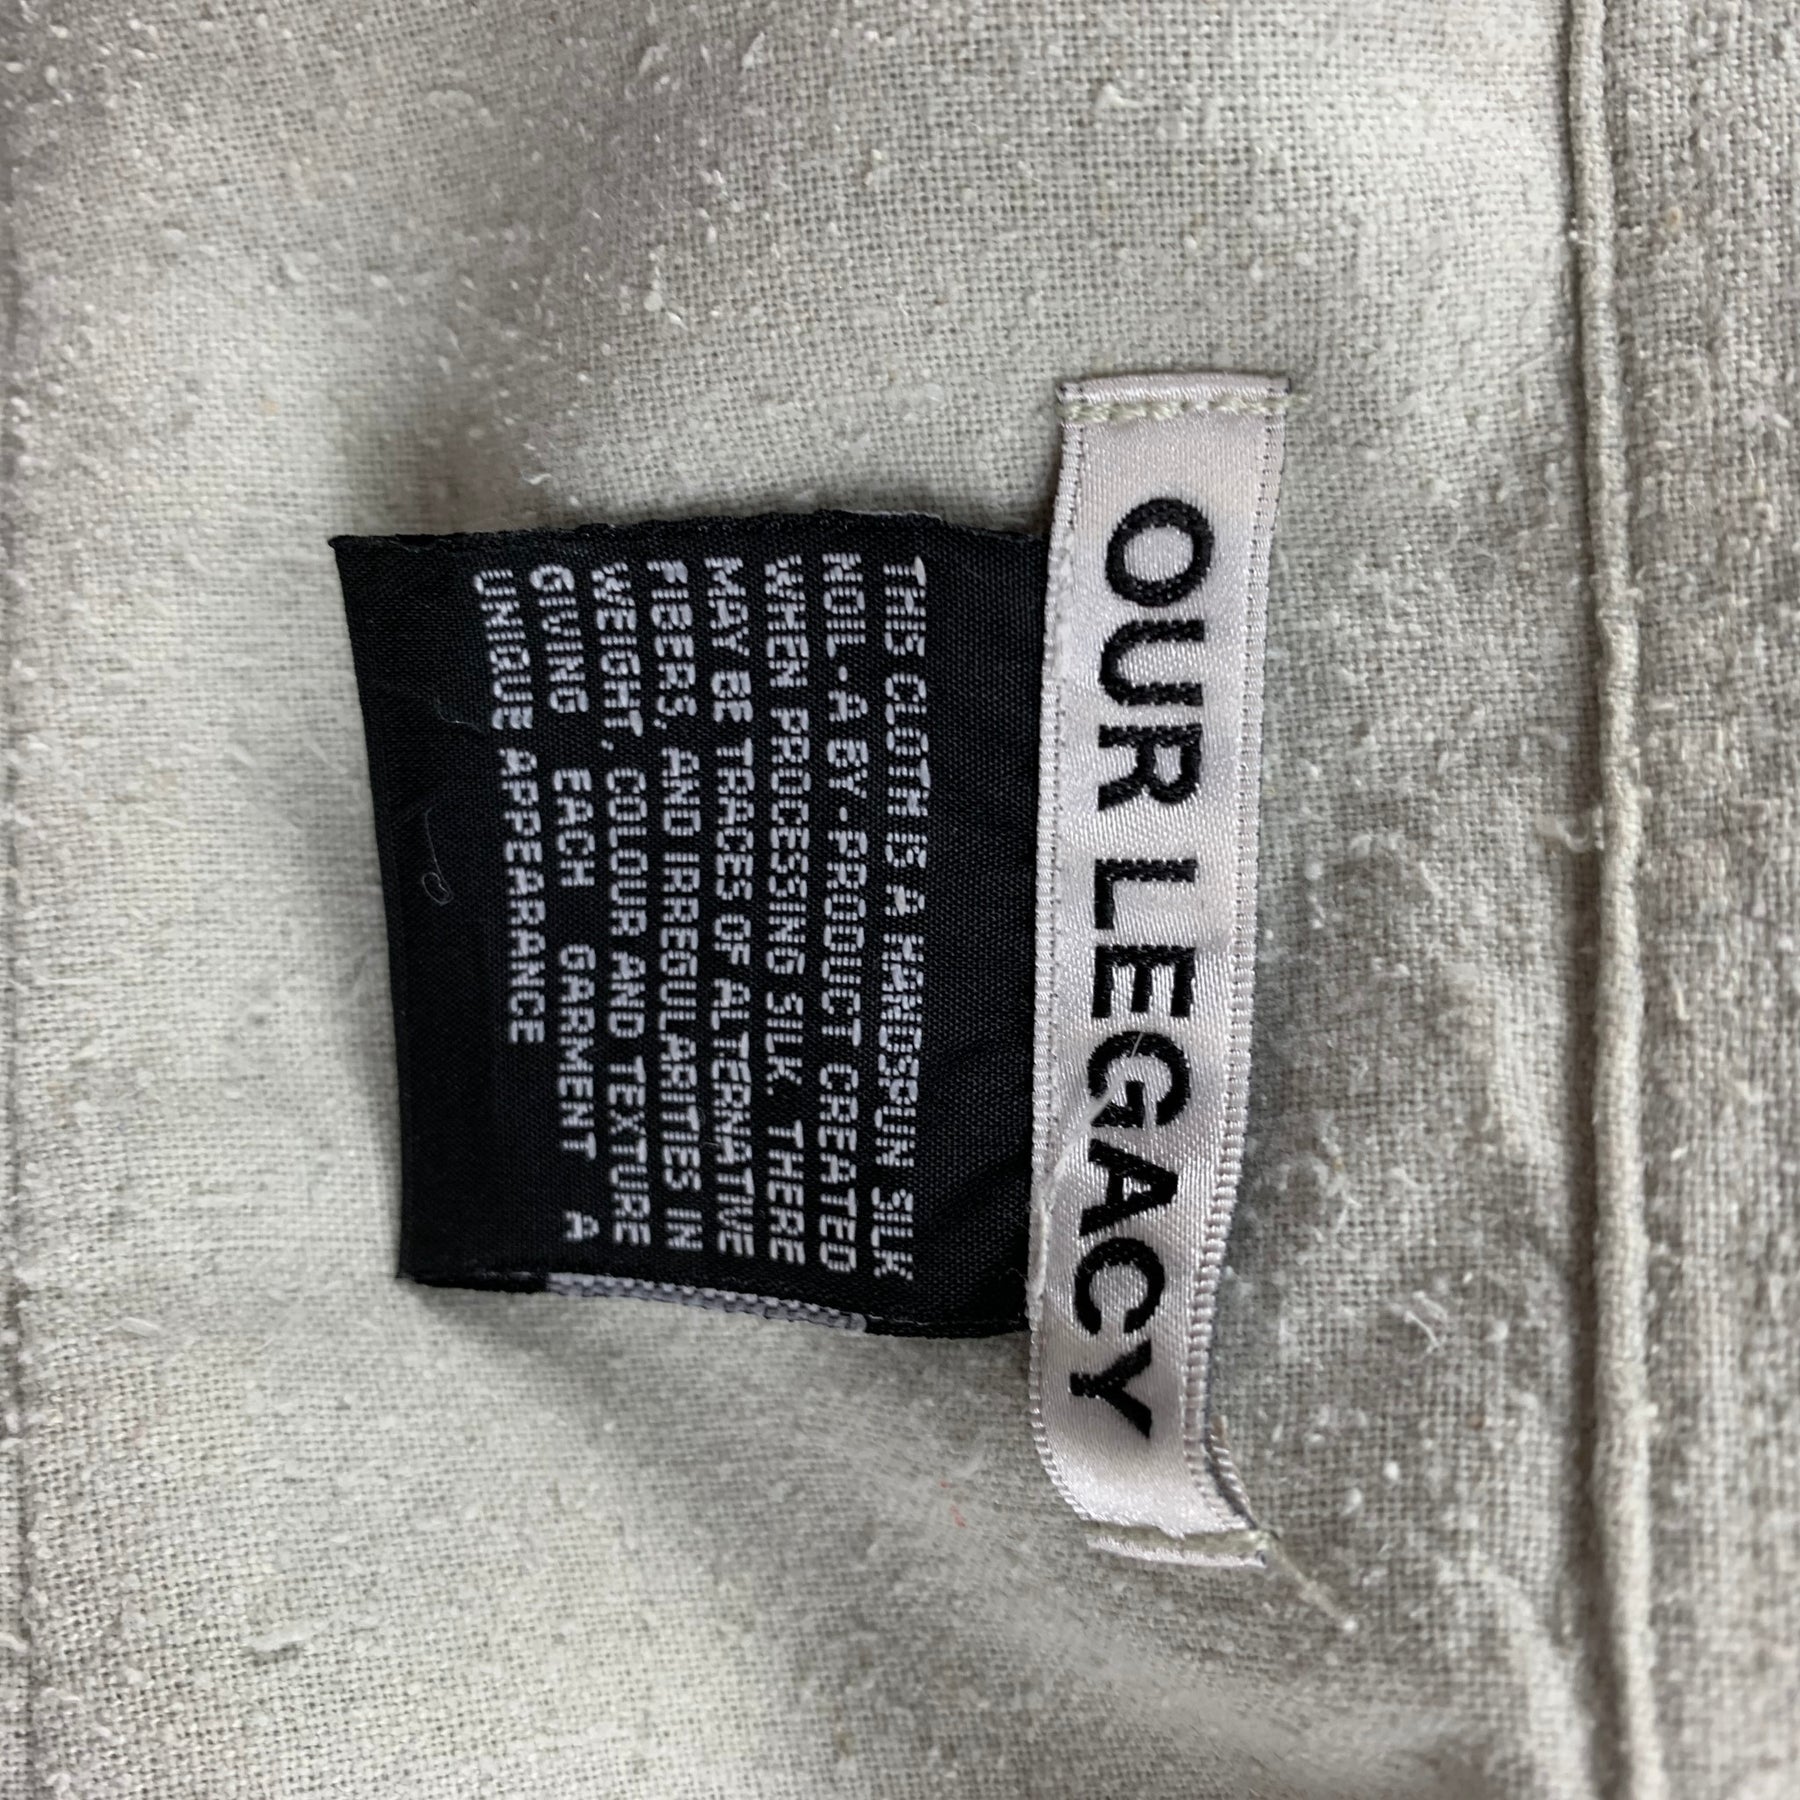 OUR LEGACY
THIS CLOTH IS A HANDSPUN SILK
NOIL - A BY-PRODUCT CREATED
WHEN PROCESSING SILK. THERE
MAY BE TRACES OF ALTERNATIVE
FIBERS, AND IRREGULARITIES IN
WEIGHT, COLOUR AND TEXTURE
GIVING EACH GARMENT A
UNIQUE APPEARANCE